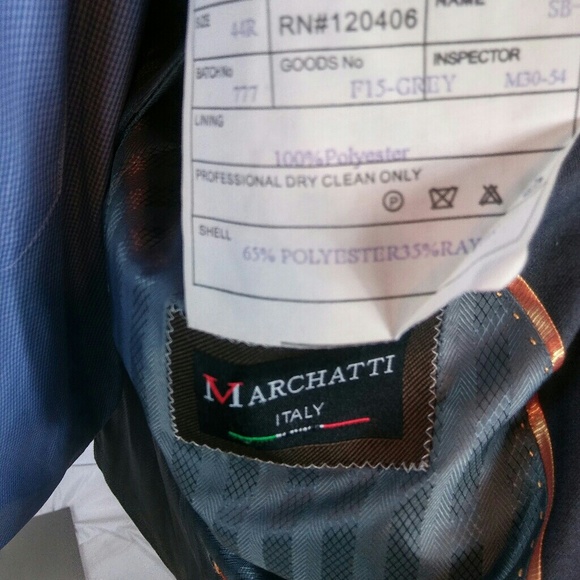 SIZE 44R RN#120406 NAME SB-
BATCH No 777 GOODS No F15-GREY INSPECTOR M30-54
LINING
100%Polyester
PROFESSIONAL DRY CLEAN ONLY
P
SHELL
65% POLYESTER35%RAY
MARCHATTI
ITALY